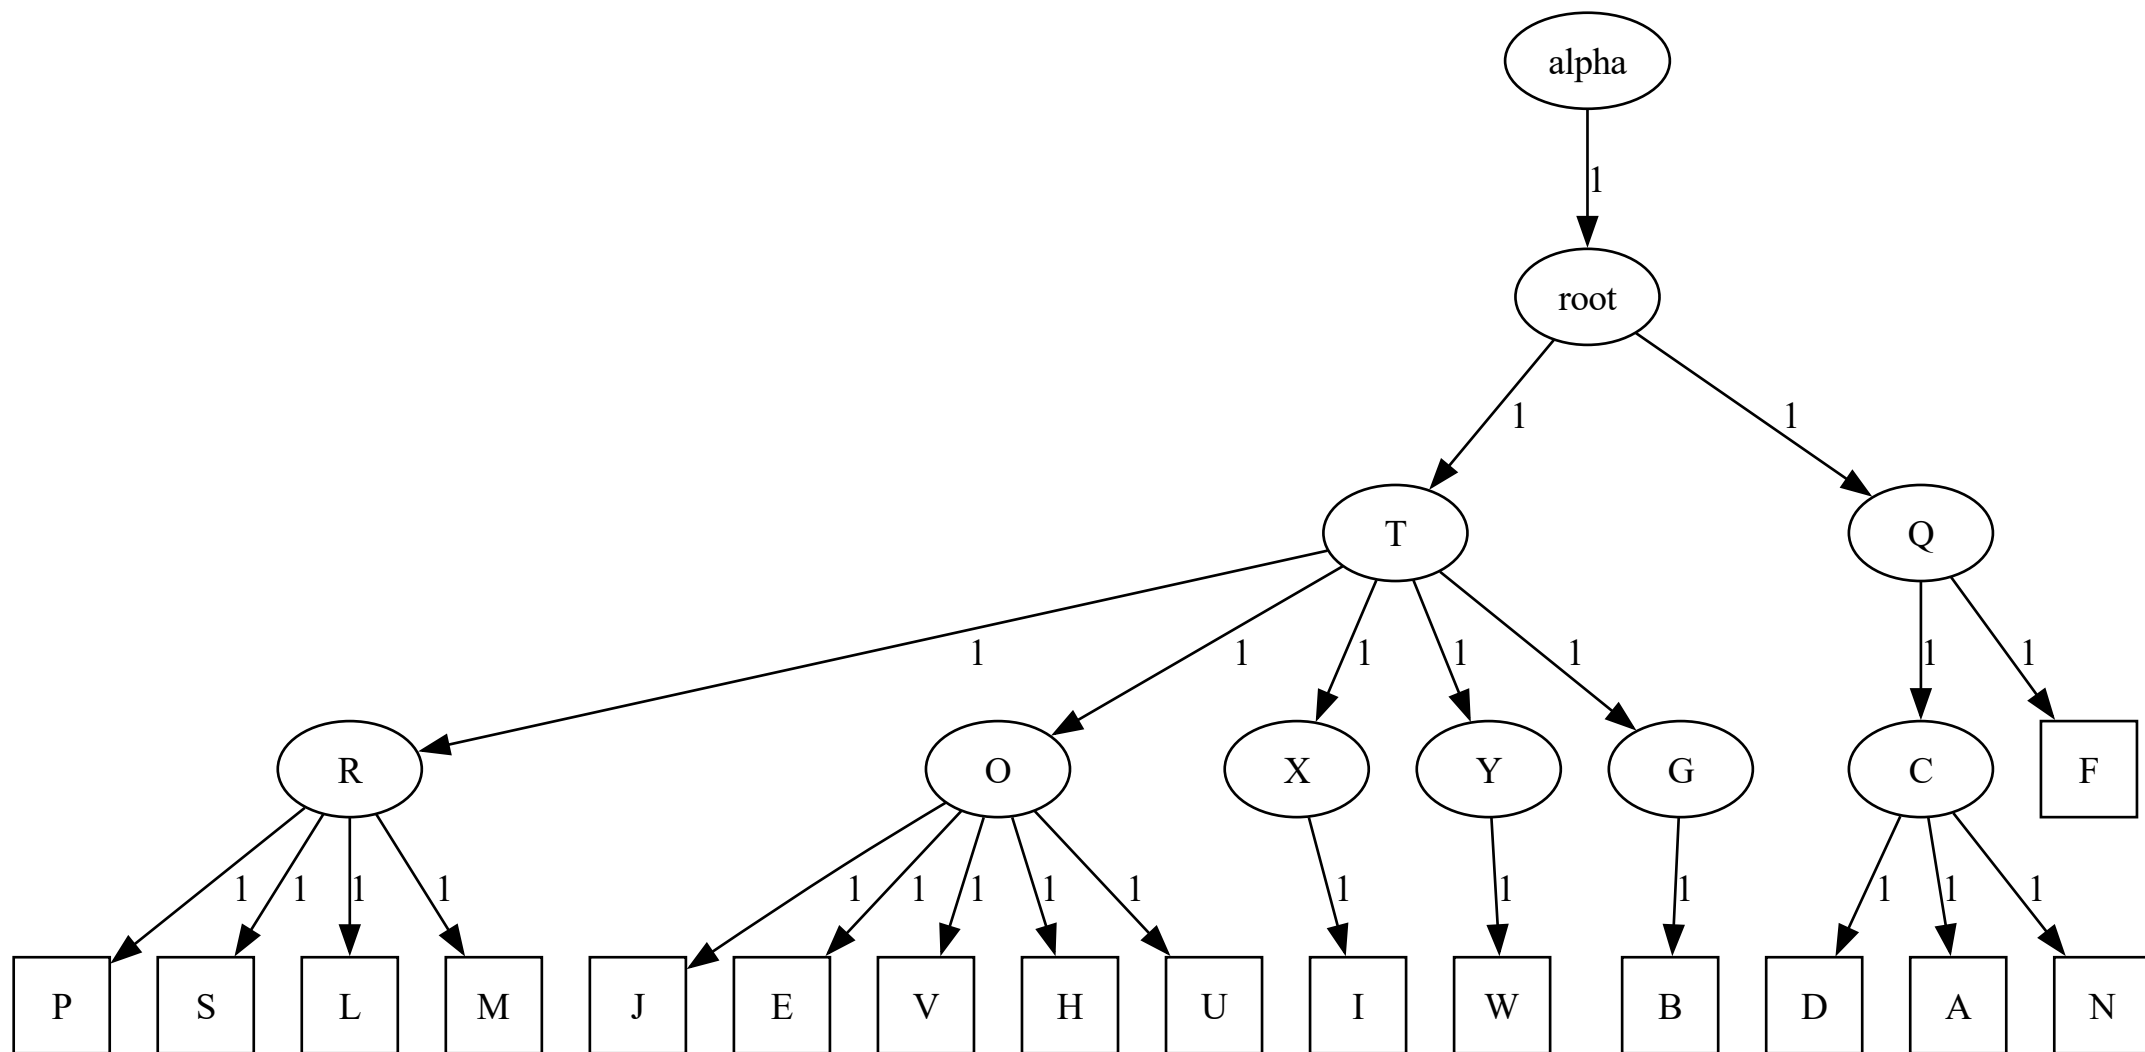 alpha
1
root
1 1
T Q
1 1 1 1 1 1 1
R O X Y G C F
1 1 1 1 1 1 1 1 1 1 1 1 1 1 1
P S L M J E V H U I W B D A N